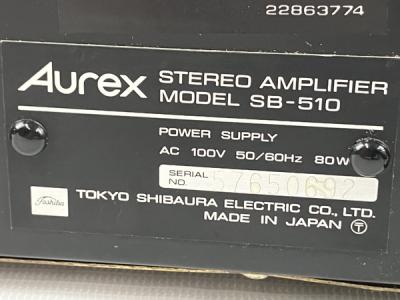 22863774
Aurex STEREO AMPLIFIER
MODEL SB-510
POWER SUPPLY
AC 100V 50/60Hz 80W
SERIAL
NO. 57650692
Toshiba
TOKYO SHIBAURA ELECTRIC CO., LTD.
MADE IN JAPAN Ⓣ